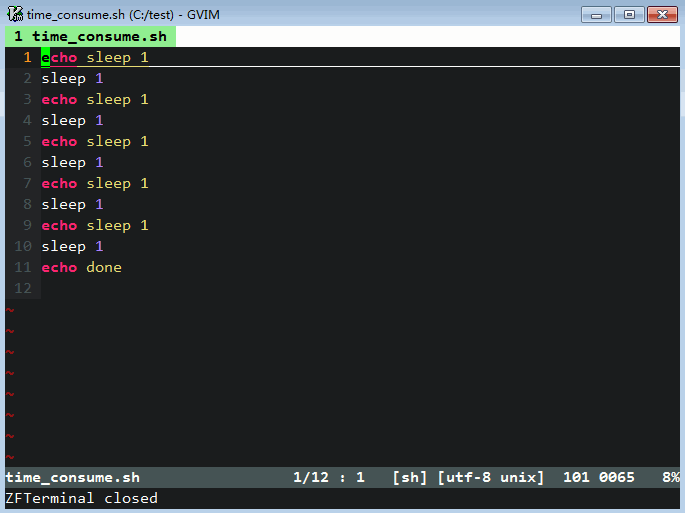 time_consume.sh (C:/test) - GVIM
1 time_consume.sh
1 echo sleep 1
2 sleep 1
3 echo sleep 1
4 sleep 1
5 echo sleep 1
6 sleep 1
7 echo sleep 1
8 sleep 1
9 echo sleep 1
10 sleep 1
11 echo done
12
~
~
~
~
~
~
~
~
time_consume.sh 1/12 : 1 [sh] [utf-8 unix] 101 0065 8%
ZFTerminal closed